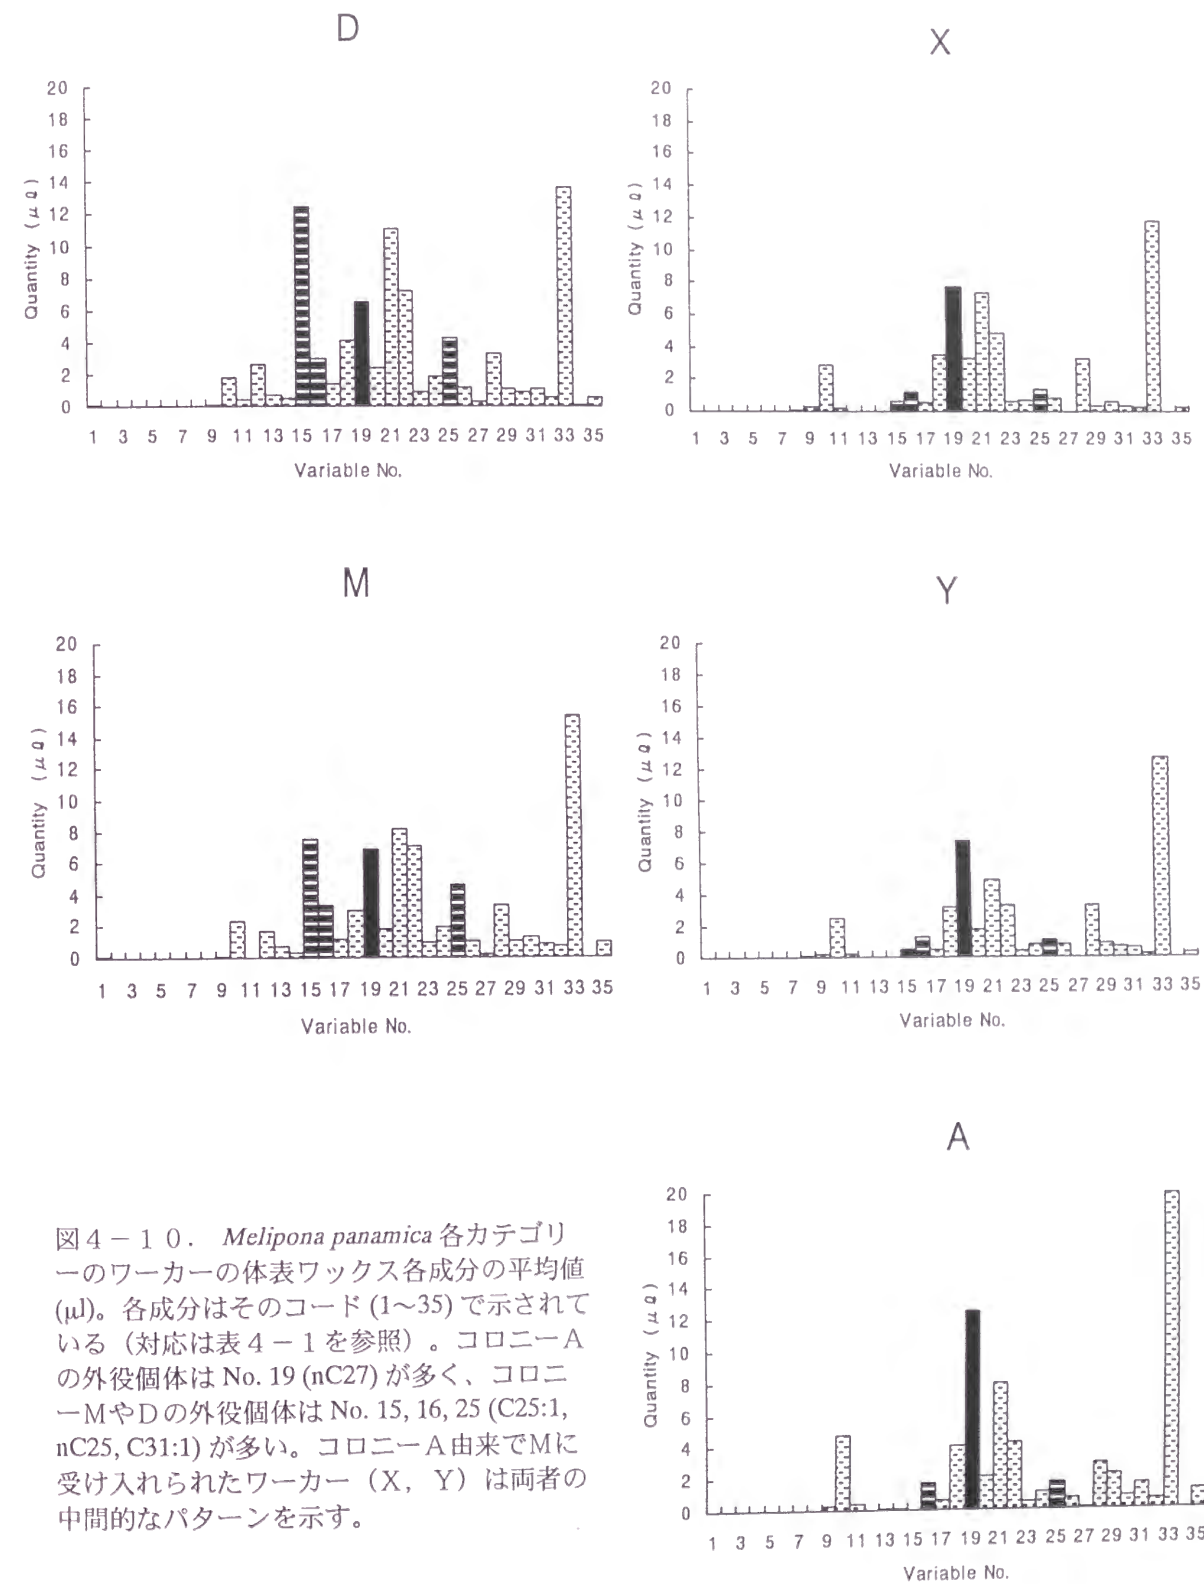 D
20
18
16
14
12
10
8
6
4
2
0
Quantity (μℓ)
1 3 5 7 9 11 13 15 17 19 21 23 25 27 29 31 33 35
Variable No.
X
20
18
16
14
12
10
8
6
4
2
0
Quantity (μℓ)
1 3 5 7 9 11 13 15 17 19 21 23 25 27 29 31 33 35
Variable No.
M
20
18
16
14
12
10
8
6
4
2
0
Quantity (μℓ)
1 3 5 7 9 11 13 15 17 19 21 23 25 27 29 31 33 35
Variable No.
Y
20
18
16
14
12
10
8
6
4
2
0
Quantity (μℓ)
1 3 5 7 9 11 13 15 17 19 21 23 25 27 29 31 33 35
Variable No.
A
20
18
16
14
12
10
8
6
4
2
0
Quantity (μℓ)
1 3 5 7 9 11 13 15 17 19 21 23 25 27 29 31 33 35
Variable No.
図4-10. Melipona panamica 各カテゴリ
ーのワーカーの体表ワックス各成分の平均値
(μl)。各成分はそのコード (1~35) で示されて
いる(対応は表4-1を参照)。コロニーA
の外役個体は No. 19 (nC27) が多く、コロニ
ーMやDの外役個体は No. 15, 16, 25 (C25:1,
nC25, C31:1) が多い。コロニーA由来でMに
受け入れられたワーカー(X, Y)は両者の
中間的なパターンを示す。